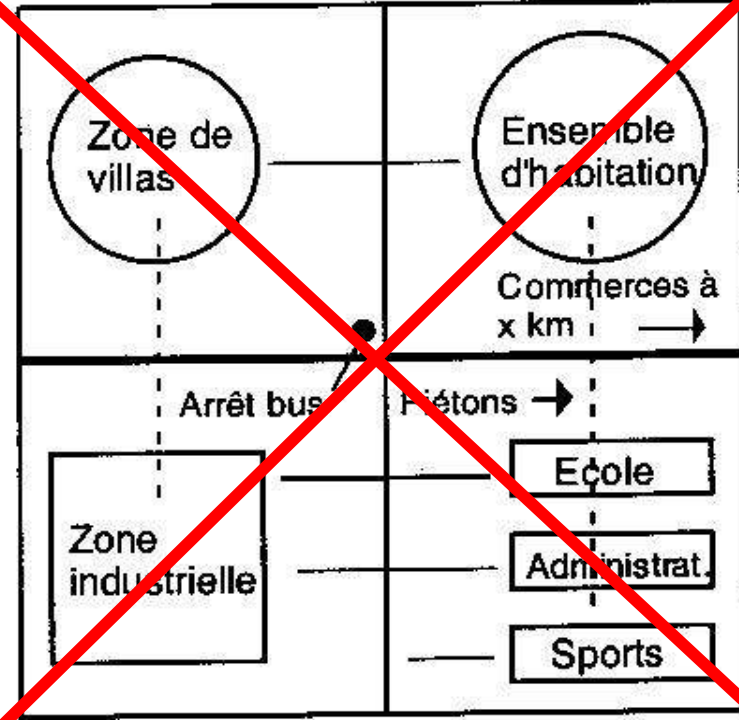 Zone de
villas
Ensemble
d'habitation
Commerces à
x km
Arrêt bus
Piétons
Ecole
Zone
industrielle
Administrat.
Sports